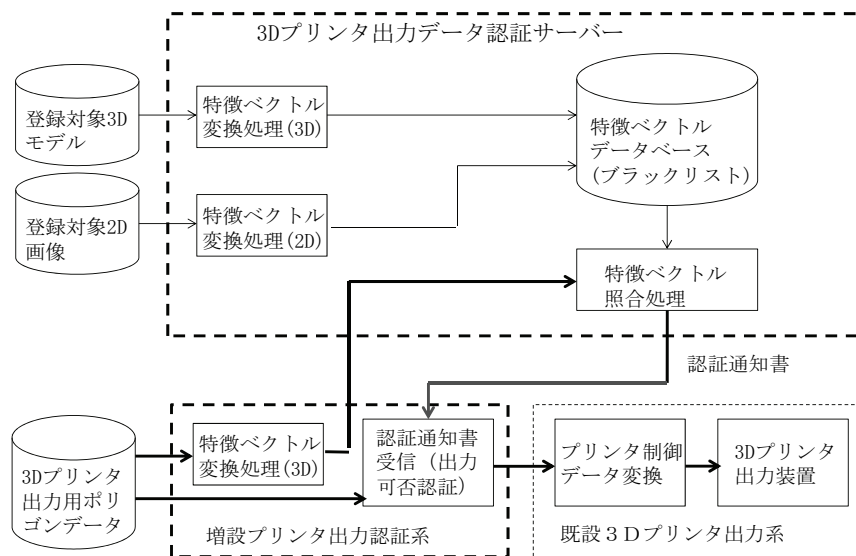 3Dプリンタ出力データ認証サーバー
登録対象3D
モデル
特徴ベクトル
変換処理(3D)
特徴ベクトル
データベース
(ブラックリスト)
登録対象2D
画像
特徴ベクトル
変換処理(2D)
特徴ベクトル
照合処理
認証通知書
3Dプリンタ
出力用ポリ
ゴンデータ
特徴ベクトル
変換処理(3D)
認証通知書
受信（出力
可否認証）
プリンタ制御
データ変換
3Dプリンタ
出力装置
増設プリンタ出力認証系
既設３Ｄプリンタ出力系